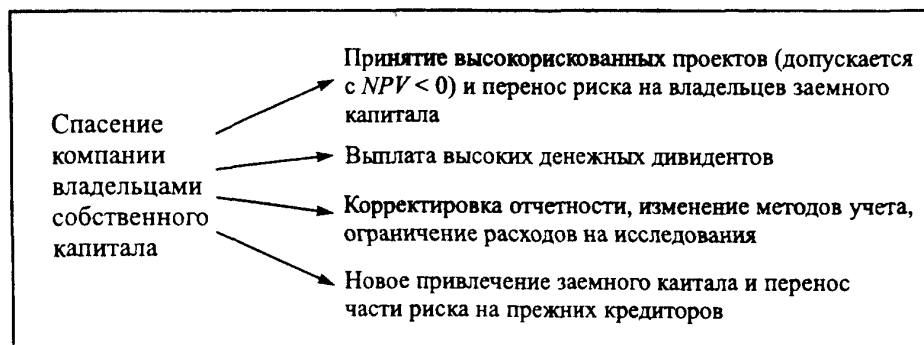 Спасение
компании
владельцами
собственного
капитала
Принятие высокорискованных проектов (допускается
с NPV < 0) и перенос риска на владельцев заемного
капитала
Выплата высоких денежных дивидентов
Корректировка отчетности, изменение методов учета,
ограничение расходов на исследования
Новое привлечение заемного каитала и перенос
части риска на прежних кредиторов